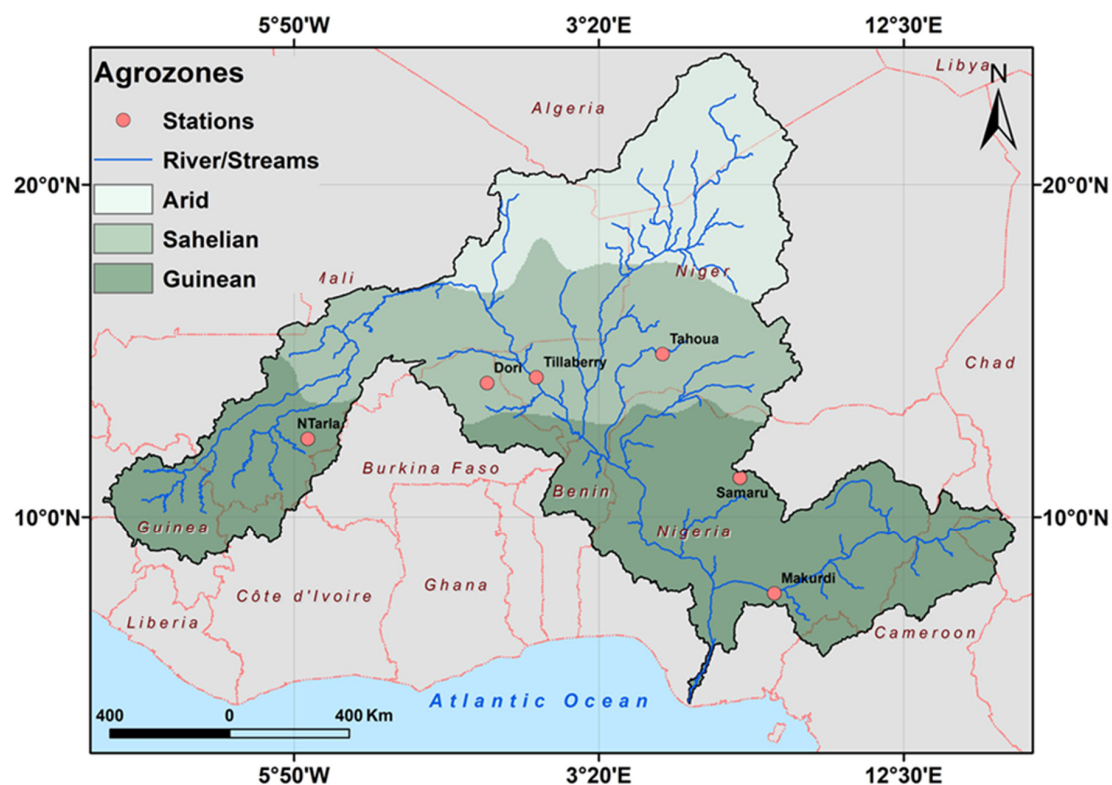 5°50'W 3°20'E 12°30'E
Agrozones
Stations
River/Streams
Arid
Sahelian
Guinean
Libya
N
Algeria
20°0'N 20°0'N
Mali
Niger
Tahoua
Chad
Dori
Tillaberry
NTarla
Burkina Faso
Benin
Samaru
10°0'N 10°0'N
Guinea
Nigeria
Makurdi
Ghana
Côte d'Ivoire
Liberia
Cameroon
Atlantic Ocean
400 0 400 Km
5°50'W 3°20'E 12°30'E